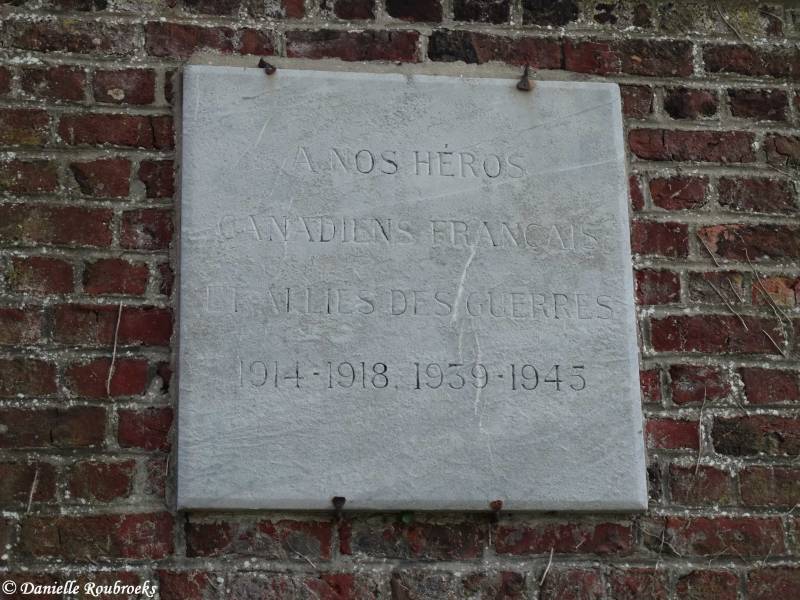 A NOS HÉROS
CANADIENS FRANÇAIS
ET ALLIES DES GUERRES
1914-1918. 1939-1945
© Danielle Roubroeks